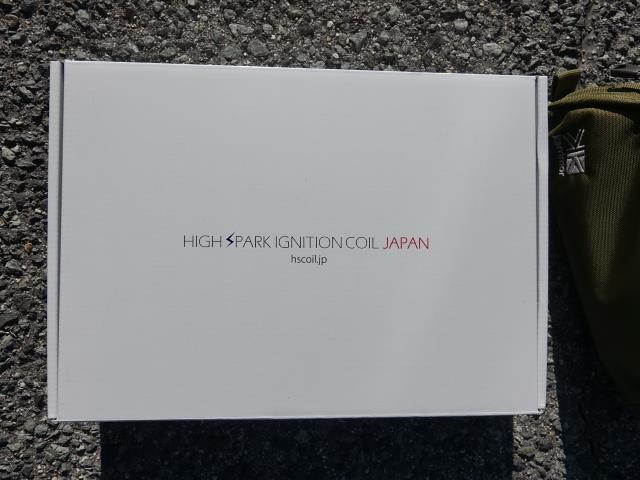 HIGH SPARK IGNITION COIL JAPAN
hscoil.jp